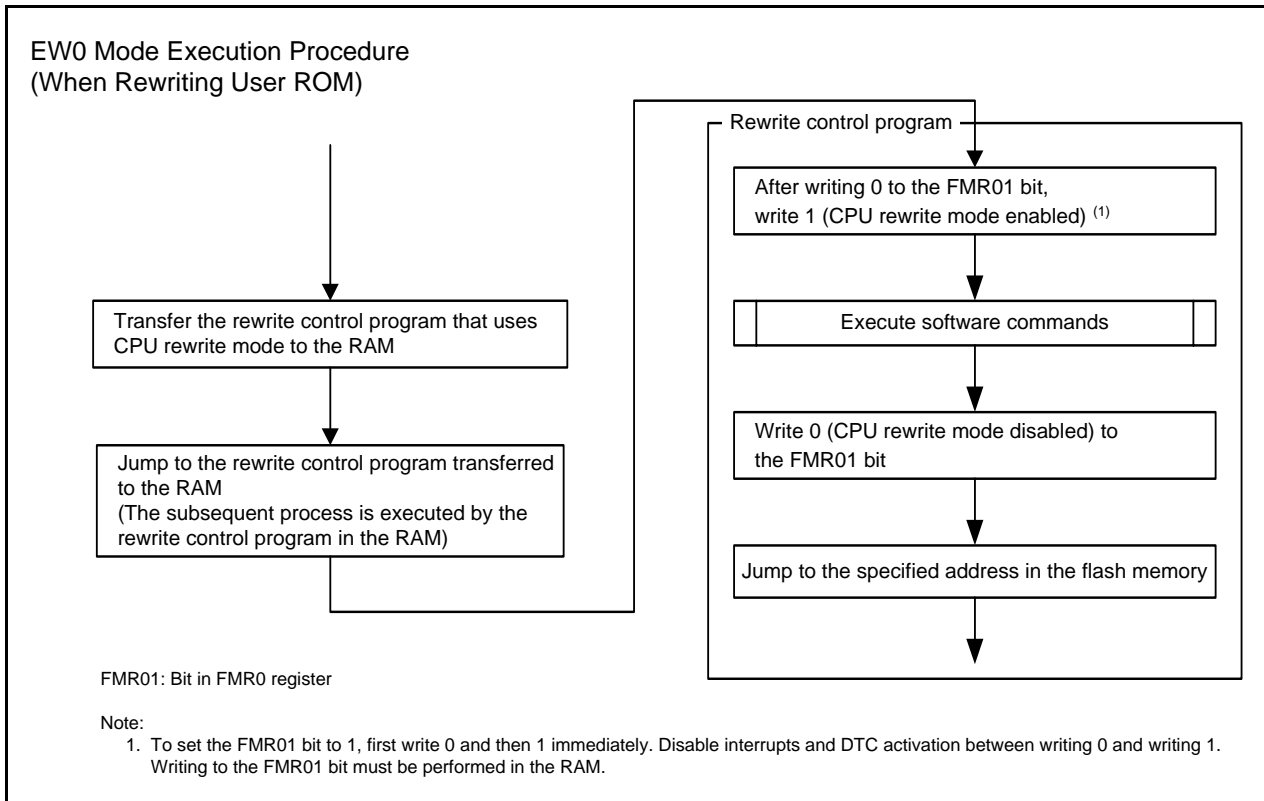 EW0 Mode Execution Procedure
(When Rewriting User ROM)
Transfer the rewrite control program that uses
CPU rewrite mode to the RAM
Jump to the rewrite control program transferred
to the RAM
(The subsequent process is executed by the
rewrite control program in the RAM)
Rewrite control program
After writing 0 to the FMR01 bit,
write 1 (CPU rewrite mode enabled) (1)
Execute software commands
Write 0 (CPU rewrite mode disabled) to
the FMR01 bit
Jump to the specified address in the flash memory
FMR01: Bit in FMR0 register
Note:
1. To set the FMR01 bit to 1, first write 0 and then 1 immediately. Disable interrupts and DTC activation between writing 0 and writing 1.
Writing to the FMR01 bit must be performed in the RAM.